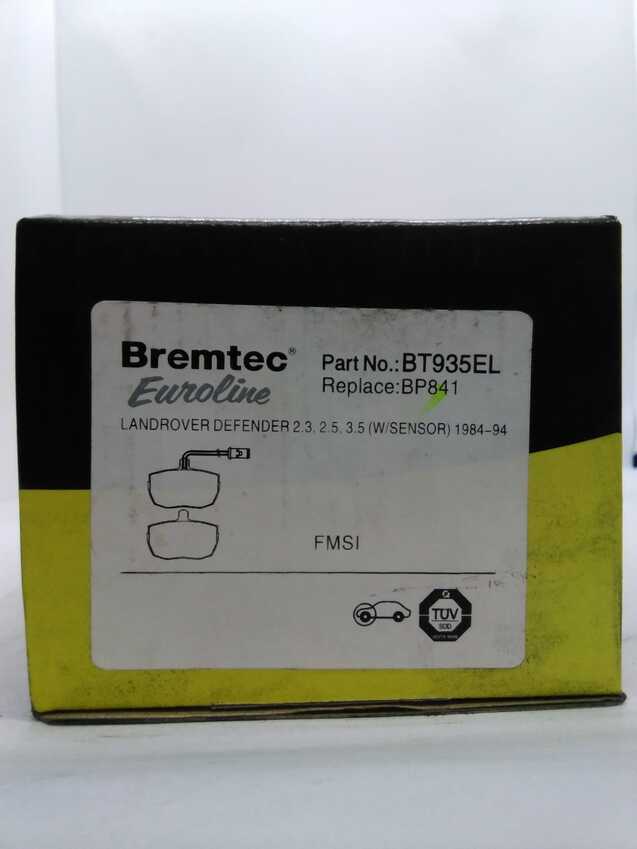 Bremtec®
Euroline
Part No.:BT935EL
Replace:BP841
LANDROVER DEFENDER 2.3, 2.5, 3.5 (W/SENSOR) 1984-94
FMSI
TÜV
SÜD